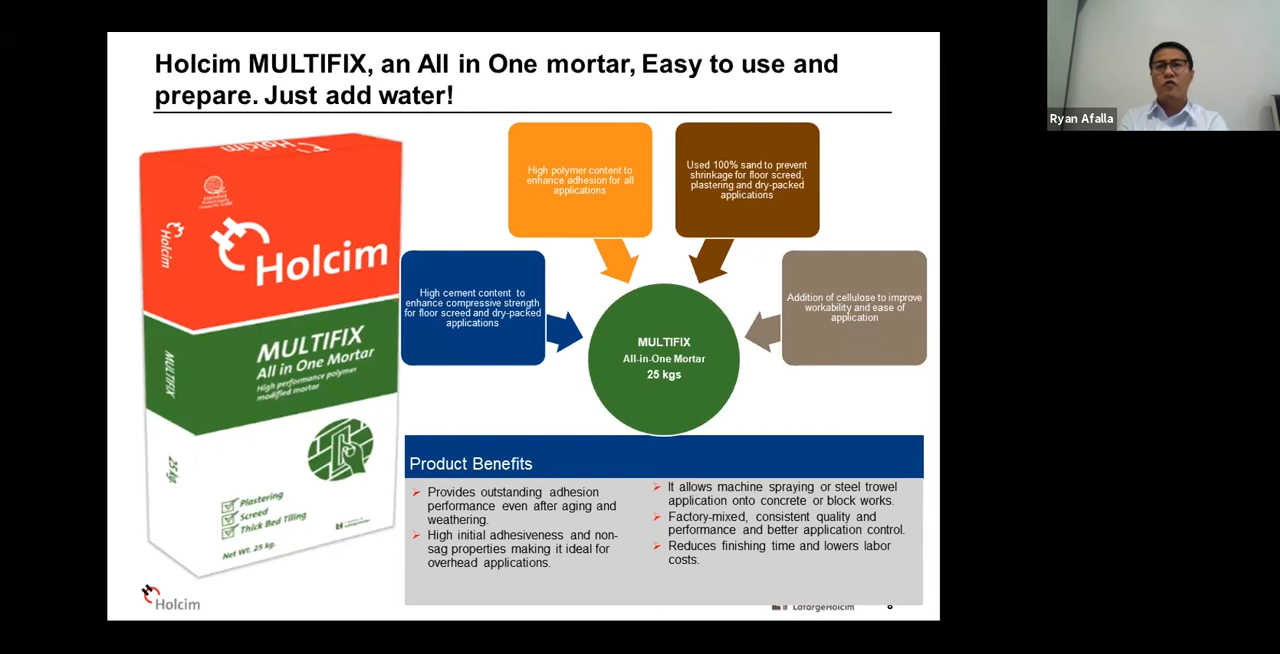 Holcim MULTIFIX, an All in One mortar, Easy to use and
prepare. Just add water!
Ryan Afalla
Holcim
Holcim
Holcim
MULTIFIX
All in One Mortar
High performance polymer
modified mortar
MULTIFIX
25 kg.
Plastering
Screed
Thick Bed Tiling
Net Wt. 25 kg.
High polymer content to
enhance adhesion for all
applications
Used 100% sand to prevent
shrinkage for floor screed,
plastering and dry-packed
applications
High cement content to
enhance compressive strength
for floor screed and dry-packed
applications
Addition of cellulose to improve
workability and ease of
application
MULTIFIX
All-in-One Mortar
25 kgs
Product Benefits
Provides outstanding adhesion
performance even after aging and
weathering.
High initial adhesiveness and non-
sag properties making it ideal for
overhead applications.
It allows machine spraying or steel trowel
application onto concrete or block works.
Factory-mixed, consistent quality and
performance and better application control.
Reduces finishing time and lowers labor
costs.
Holcim
LafargeHolcim